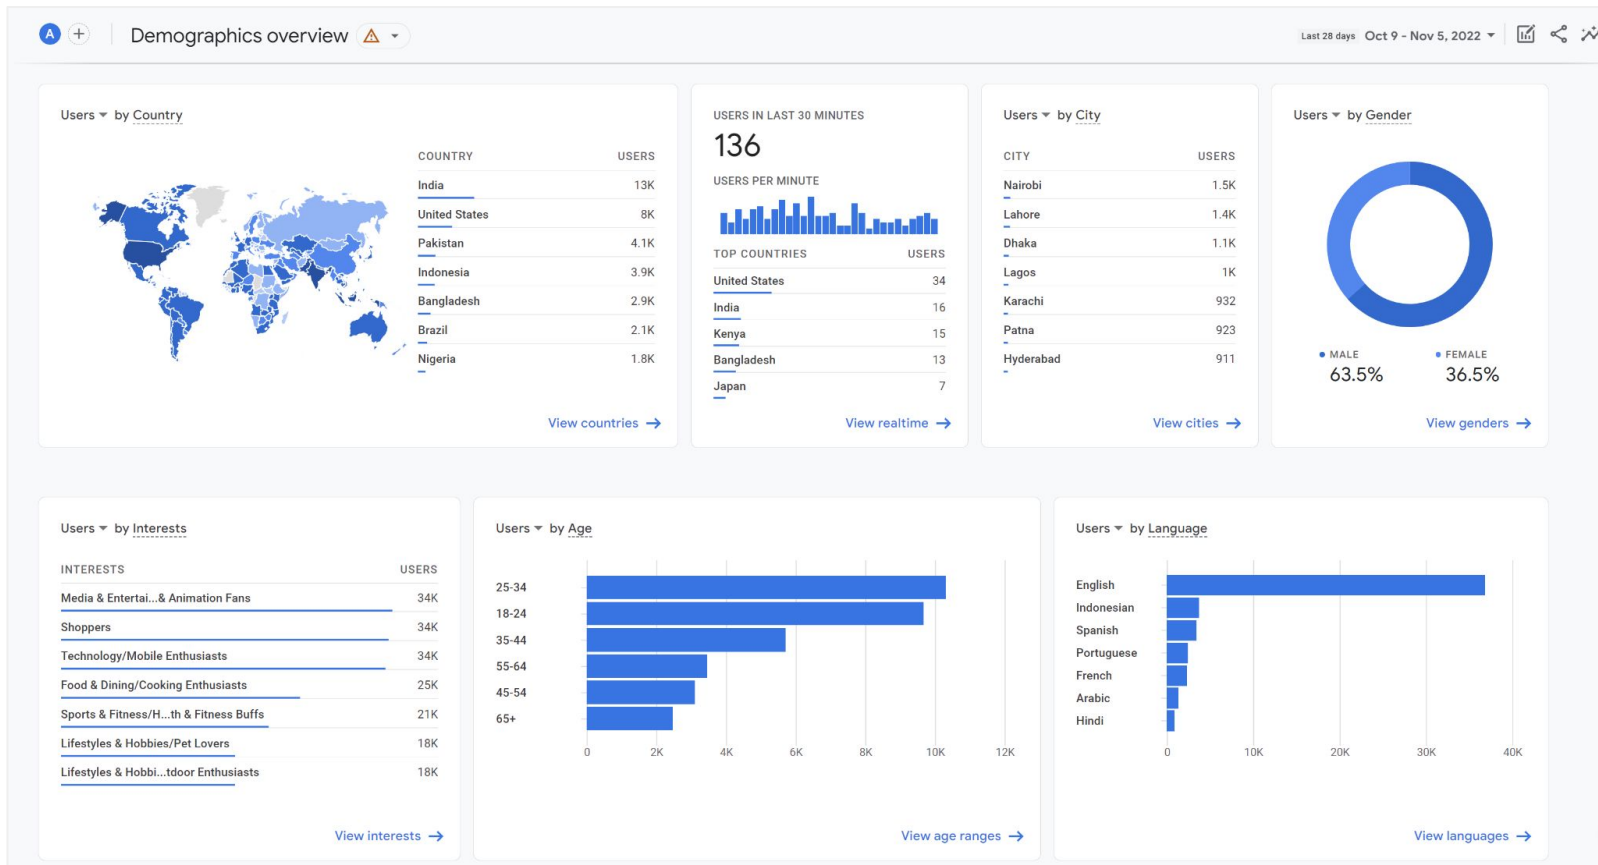 A
Demographics overview
Last 28 days Oct 9 - Nov 5, 2022
Users by Country
COUNTRY USERS
India 13K
United States 8K
Pakistan 4.1K
Indonesia 3.9K
Bangladesh 2.9K
Brazil 2.1K
Nigeria 1.8K
View countries
USERS IN LAST 30 MINUTES
136
USERS PER MINUTE
TOP COUNTRIES USERS
United States 34
India 16
Kenya 15
Bangladesh 13
Japan 7
View realtime
Users by City
CITY USERS
Nairobi 1.5K
Lahore 1.4K
Dhaka 1.1K
Lagos 1K
Karachi 932
Patna 923
Hyderabad 911
View cities
Users by Gender
MALE FEMALE
63.5% 36.5%
View genders
Users by Interests
INTERESTS USERS
Media & Entertai...& Animation Fans 34K
Shoppers 34K
Technology/Mobile Enthusiasts 34K
Food & Dining/Cooking Enthusiasts 25K
Sports & Fitness/H...th & Fitness Buffs 21K
Lifestyles & Hobbies/Pet Lovers 18K
Lifestyles & Hobbi...tdoor Enthusiasts 18K
View interests
Users by Age
25-34
18-24
35-44
55-64
45-54
65+
0 2K 4K 6K 8K 10K 12K
View age ranges
Users by Language
English
Indonesian
Spanish
Portuguese
French
Arabic
Hindi
0 10K 20K 30K 40K
View languages